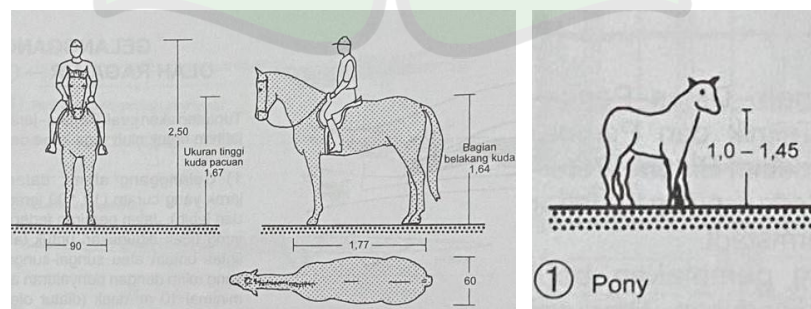 2,50
Ukuran tinggi
kuda pacuan
1,67
90
Bagian
belakang kuda
1,64
1,77
60
1,0 – 1,45
1 Pony